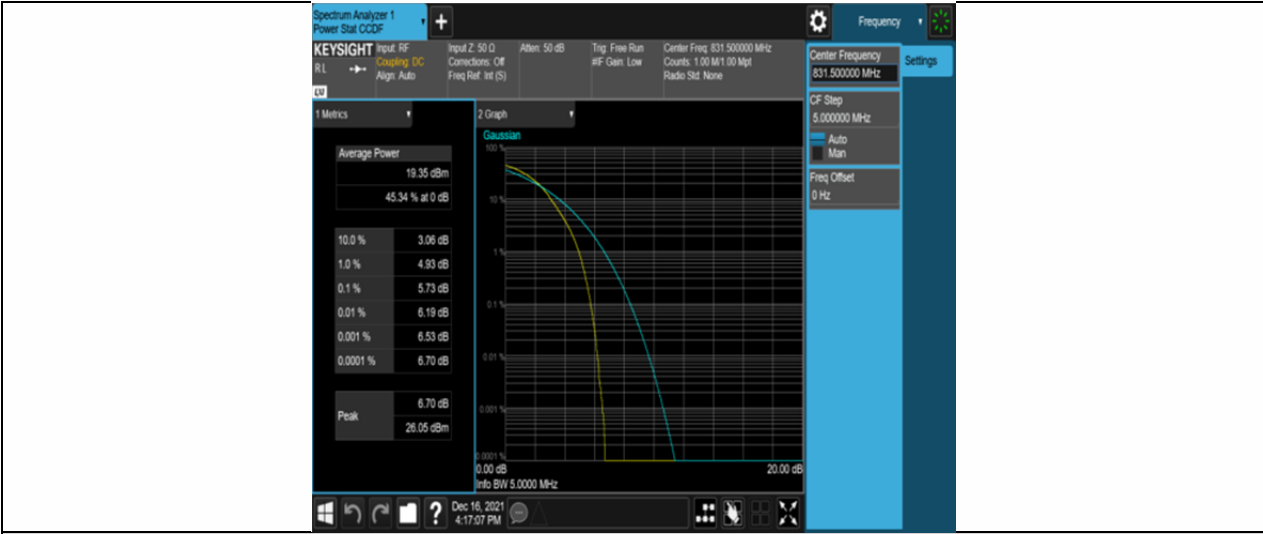 Spectrum Analyzer 1
Power Stat CCDF
Frequency
KEYSIGHT
Input: RF
Coupling: DC
Align: Auto
Input Z: 50 Ω
Corrections: Off
Freq Ref: Int (S)
Atten: 50 dB
Trig: Free Run
#IF Gain: Low
Center Freq: 831.500000 MHz
Counts: 1.00 M/1.00 Mpt
Radio Std: None
R L
LV
Center Frequency
831.500000 MHz
Settings
CF Step
5.000000 MHz
Auto
Man
Freq Offset
0 Hz
1 Metrics
Average Power
19.35 dBm
45.34 % at 0 dB
10.0 % 3.06 dB
1.0 % 4.93 dB
0.1 % 5.73 dB
0.01 % 6.19 dB
0.001 % 6.53 dB
0.0001 % 6.70 dB
Peak
6.70 dB
26.05 dBm
2 Graph
Gaussian
100 %
10 %
1 %
0.1 %
0.01 %
0.001 %
0.0001 %
0.00 dB
20.00 dB
Info BW 5.0000 MHz
?
Dec 16, 2021
4:17:07 PM